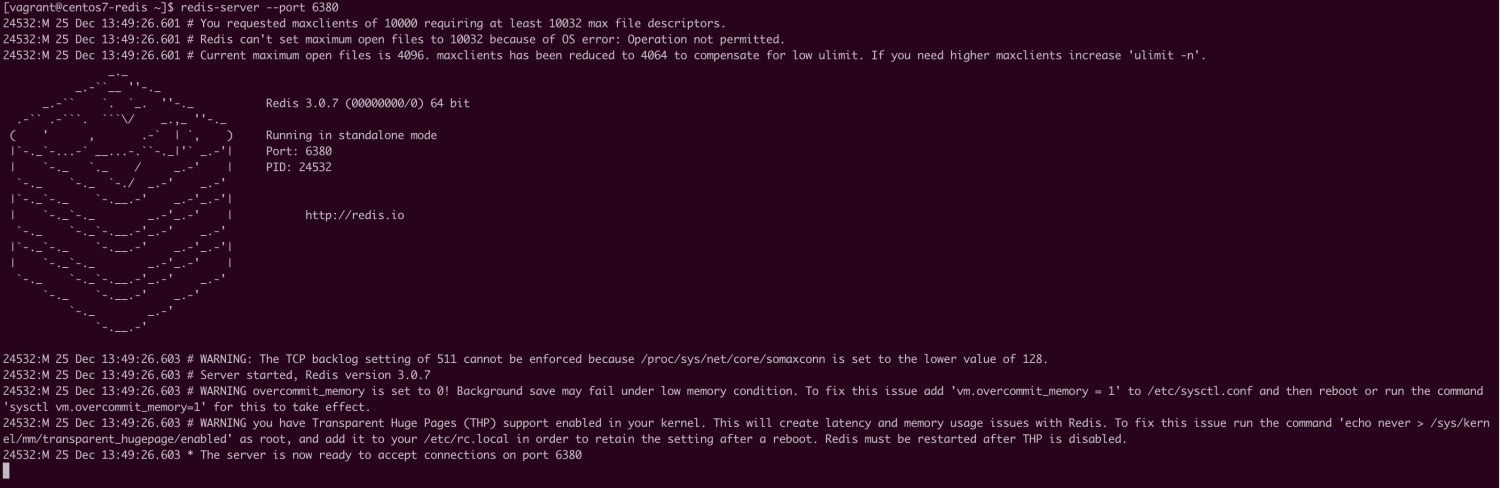 [vagrant@centos7-redis ~]$ redis-server --port 6380
24532:M 25 Dec 13:49:26.601 # You requested maxclients of 10000 requiring at least 10032 max file descriptors.
24532:M 25 Dec 13:49:26.601 # Redis can't set maximum open files to 10032 because of OS error: Operation not permitted.
24532:M 25 Dec 13:49:26.601 # Current maximum open files is 4096. maxclients has been reduced to 4064 to compensate for low ulimit. If you need higher maxclients increase 'ulimit -n'.
Redis 3.0.7 (00000000/0) 64 bit
Running in standalone mode
Port: 6380
PID: 24532
http://redis.io
24532:M 25 Dec 13:49:26.603 # WARNING: The TCP backlog setting of 511 cannot be enforced because /proc/sys/net/core/somaxconn is set to the lower value of 128.
24532:M 25 Dec 13:49:26.603 # Server started, Redis version 3.0.7
24532:M 25 Dec 13:49:26.603 # WARNING overcommit_memory is set to 0! Background save may fail under low memory condition. To fix this issue add 'vm.overcommit_memory = 1' to /etc/sysctl.conf and then reboot or run the command
'sysctl vm.overcommit_memory=1' for this to take effect.
24532:M 25 Dec 13:49:26.603 # WARNING you have Transparent Huge Pages (THP) support enabled in your kernel. This will create latency and memory usage issues with Redis. To fix this issue run the command 'echo never > /sys/kern
el/mm/transparent_hugepage/enabled' as root, and add it to your /etc/rc.local in order to retain the setting after a reboot. Redis must be restarted after THP is disabled.
24532:M 25 Dec 13:49:26.603 * The server is now ready to accept connections on port 6380